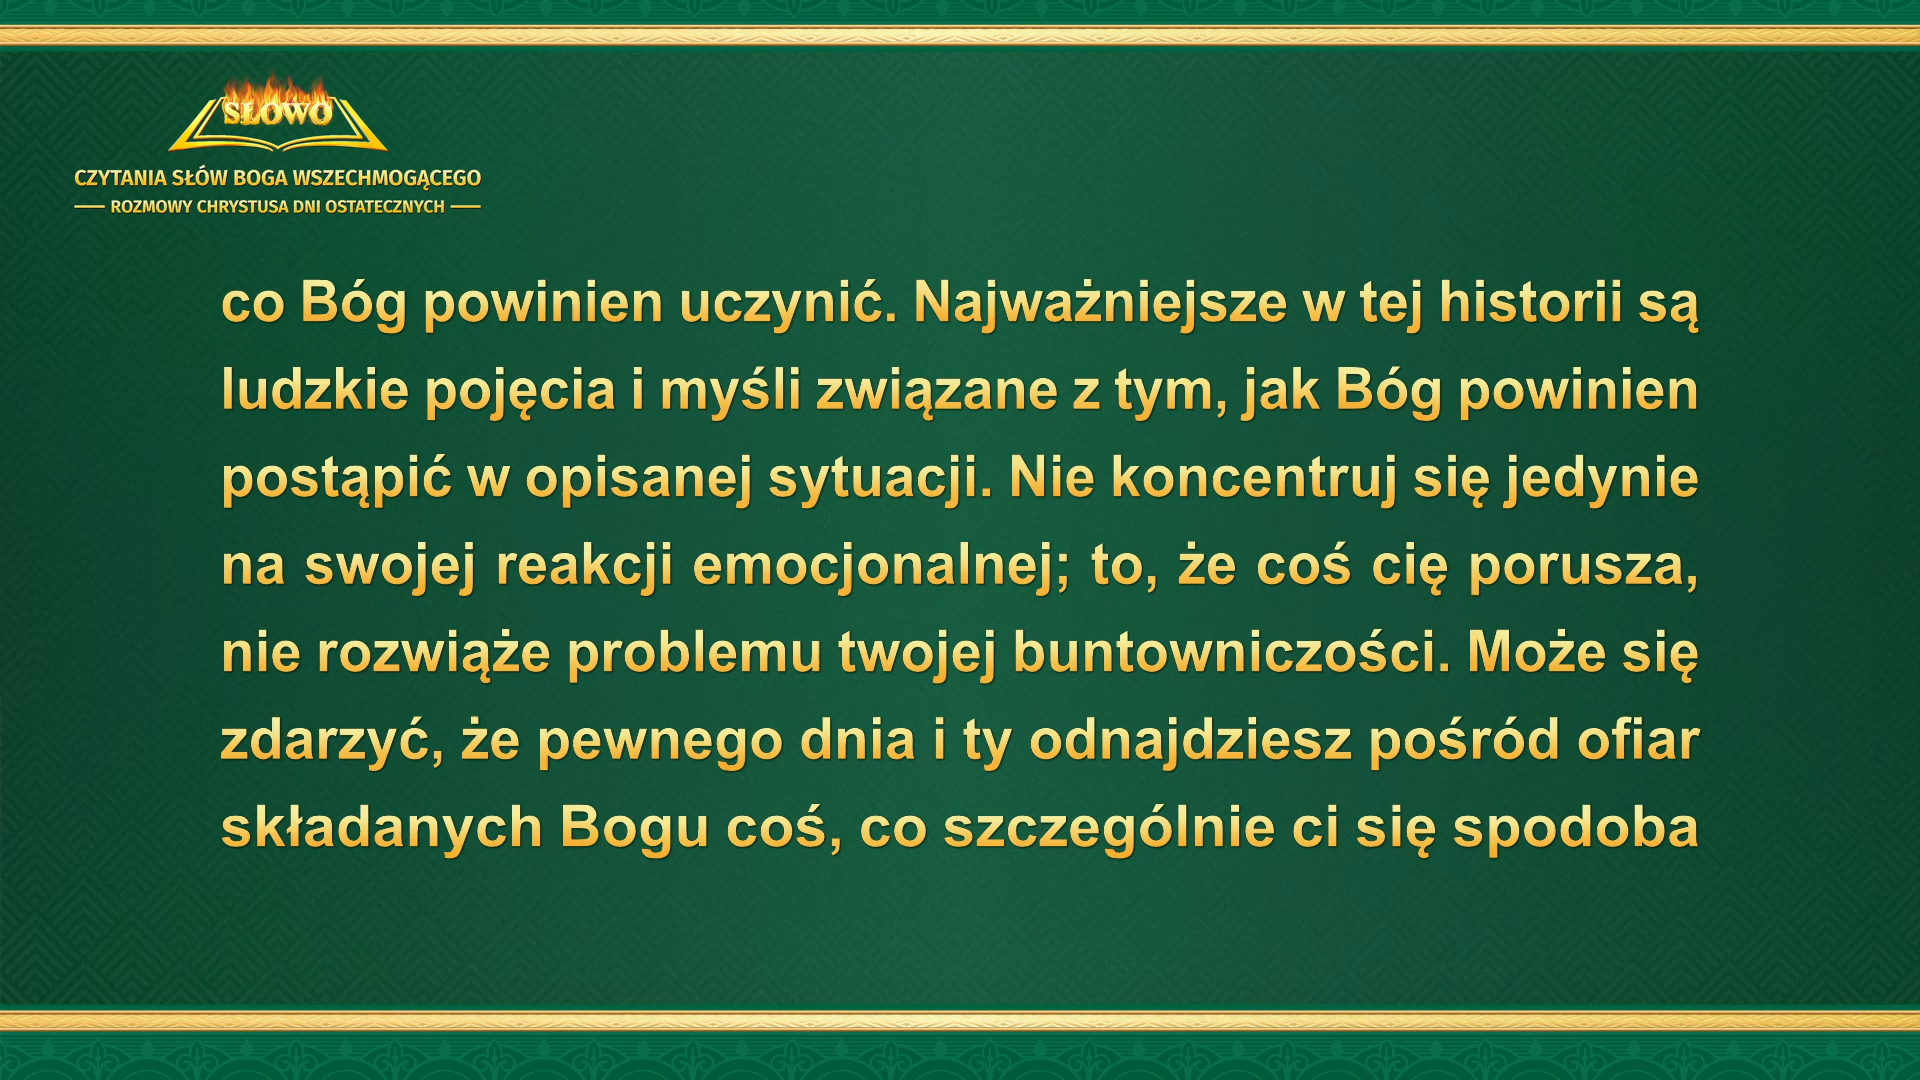 SŁOWO
CZYTANIA SŁÓW BOGA WSZECHMOGĄCEGO
ROZMOWY CHRYSTUSA DNI OSTATECZNYCH
co Bóg powinien uczynić. Najważniejsze w tej historii są
ludzkie pojęcia i myśli związane z tym, jak Bóg powinien
postąpić w opisanej sytuacji. Nie koncentruj się jedynie
na swojej reakcji emocjonalnej; to, że coś cię porusza,
nie rozwiąże problemu twojej buntowniczości. Może się
zdarzyć, że pewnego dnia i ty odnajdziesz pośród ofiar
składanych Bogu coś, co szczególnie ci się spodoba